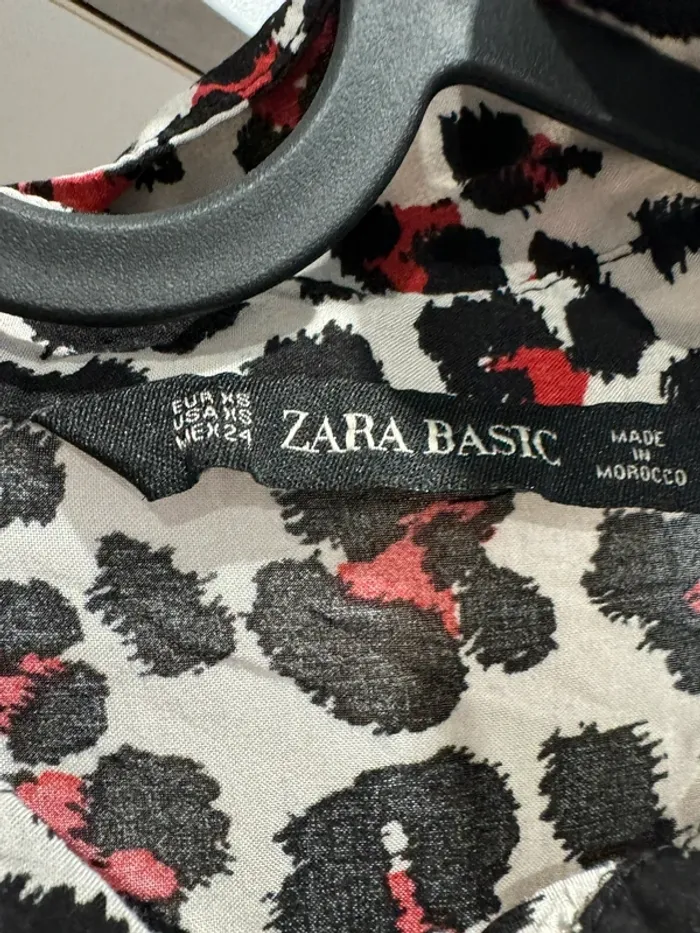 EUR XS
USA XS
MEX 24
ZARA BASIC
MADE
IN
MOROCCO